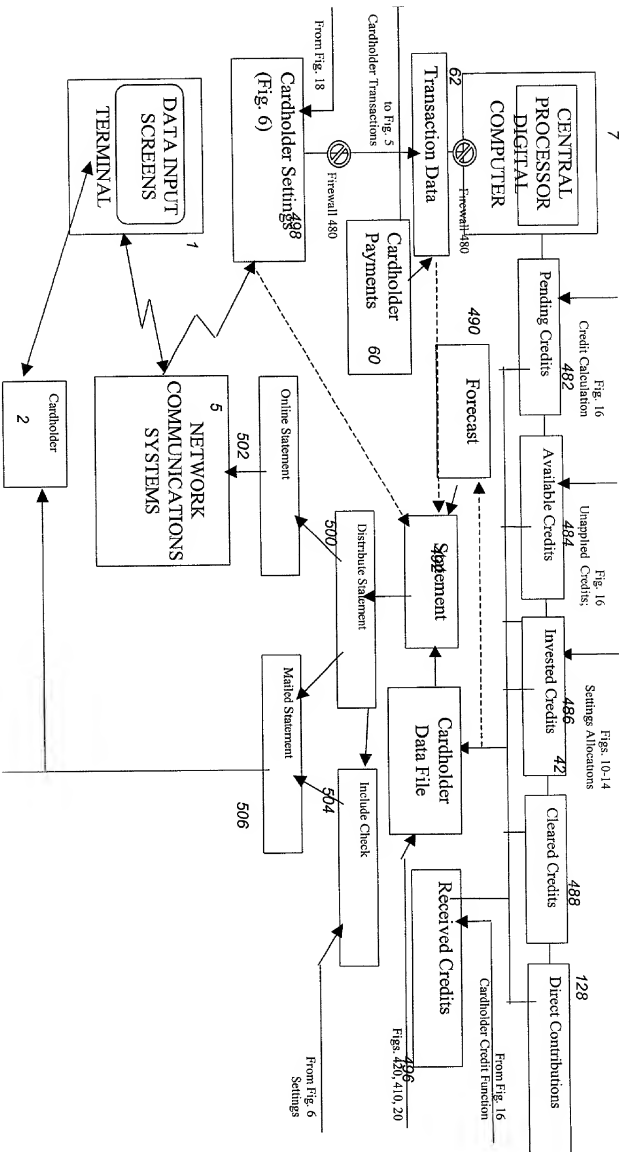 7
CENTRAL
PROCESSOR
DIGITAL
COMPUTER
Firewall 480
62
Transaction Data
to Fig. 5
Cardholder Transactions
Firewall 480
From Fig. 18
Cardholder Settings
(Fig. 6)
498
DATA INPUT
SCREENS
TERMINAL
1
Fig. 16
Credit Calculation
Pending Credits
482
Cardholder
Payments
60
490
Forecast
Fig. 16
Unapplied Credits;
Available Credits
484
Figs. 10-14
Settings Allocations
Invested Credits
486
42
Cleared Credits
488
128
Direct Contributions
Statement
492
Cardholder
Data File
Received Credits
From Fig. 16
Cardholder Credit Function
496
Figs. 420, 410, 20
500
Distribute Statement
Include Check
504
From Fig. 6
Settings
Online Statement
502
Mailed Statement
506
5
NETWORK
COMMUNICATIONS
SYSTEMS
Cardholder
2